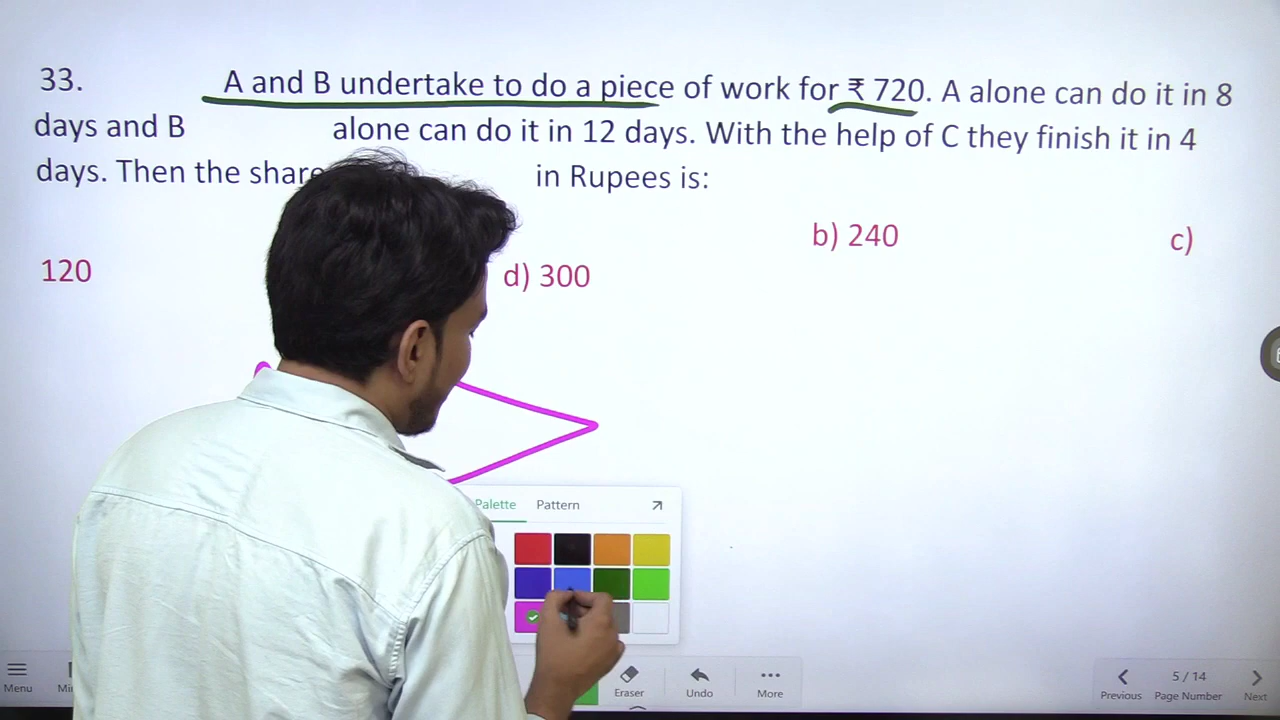 33. A and B undertake to do a piece of work for ₹ 720. A alone can do it in 8
days and B alone can do it in 12 days. With the help of C they finish it in 4
days. Then the share in Rupees is:
b) 240 c)
120 d) 300
Palette Pattern
Menu Eraser Undo More Previous 5 / 14 Page Number Next